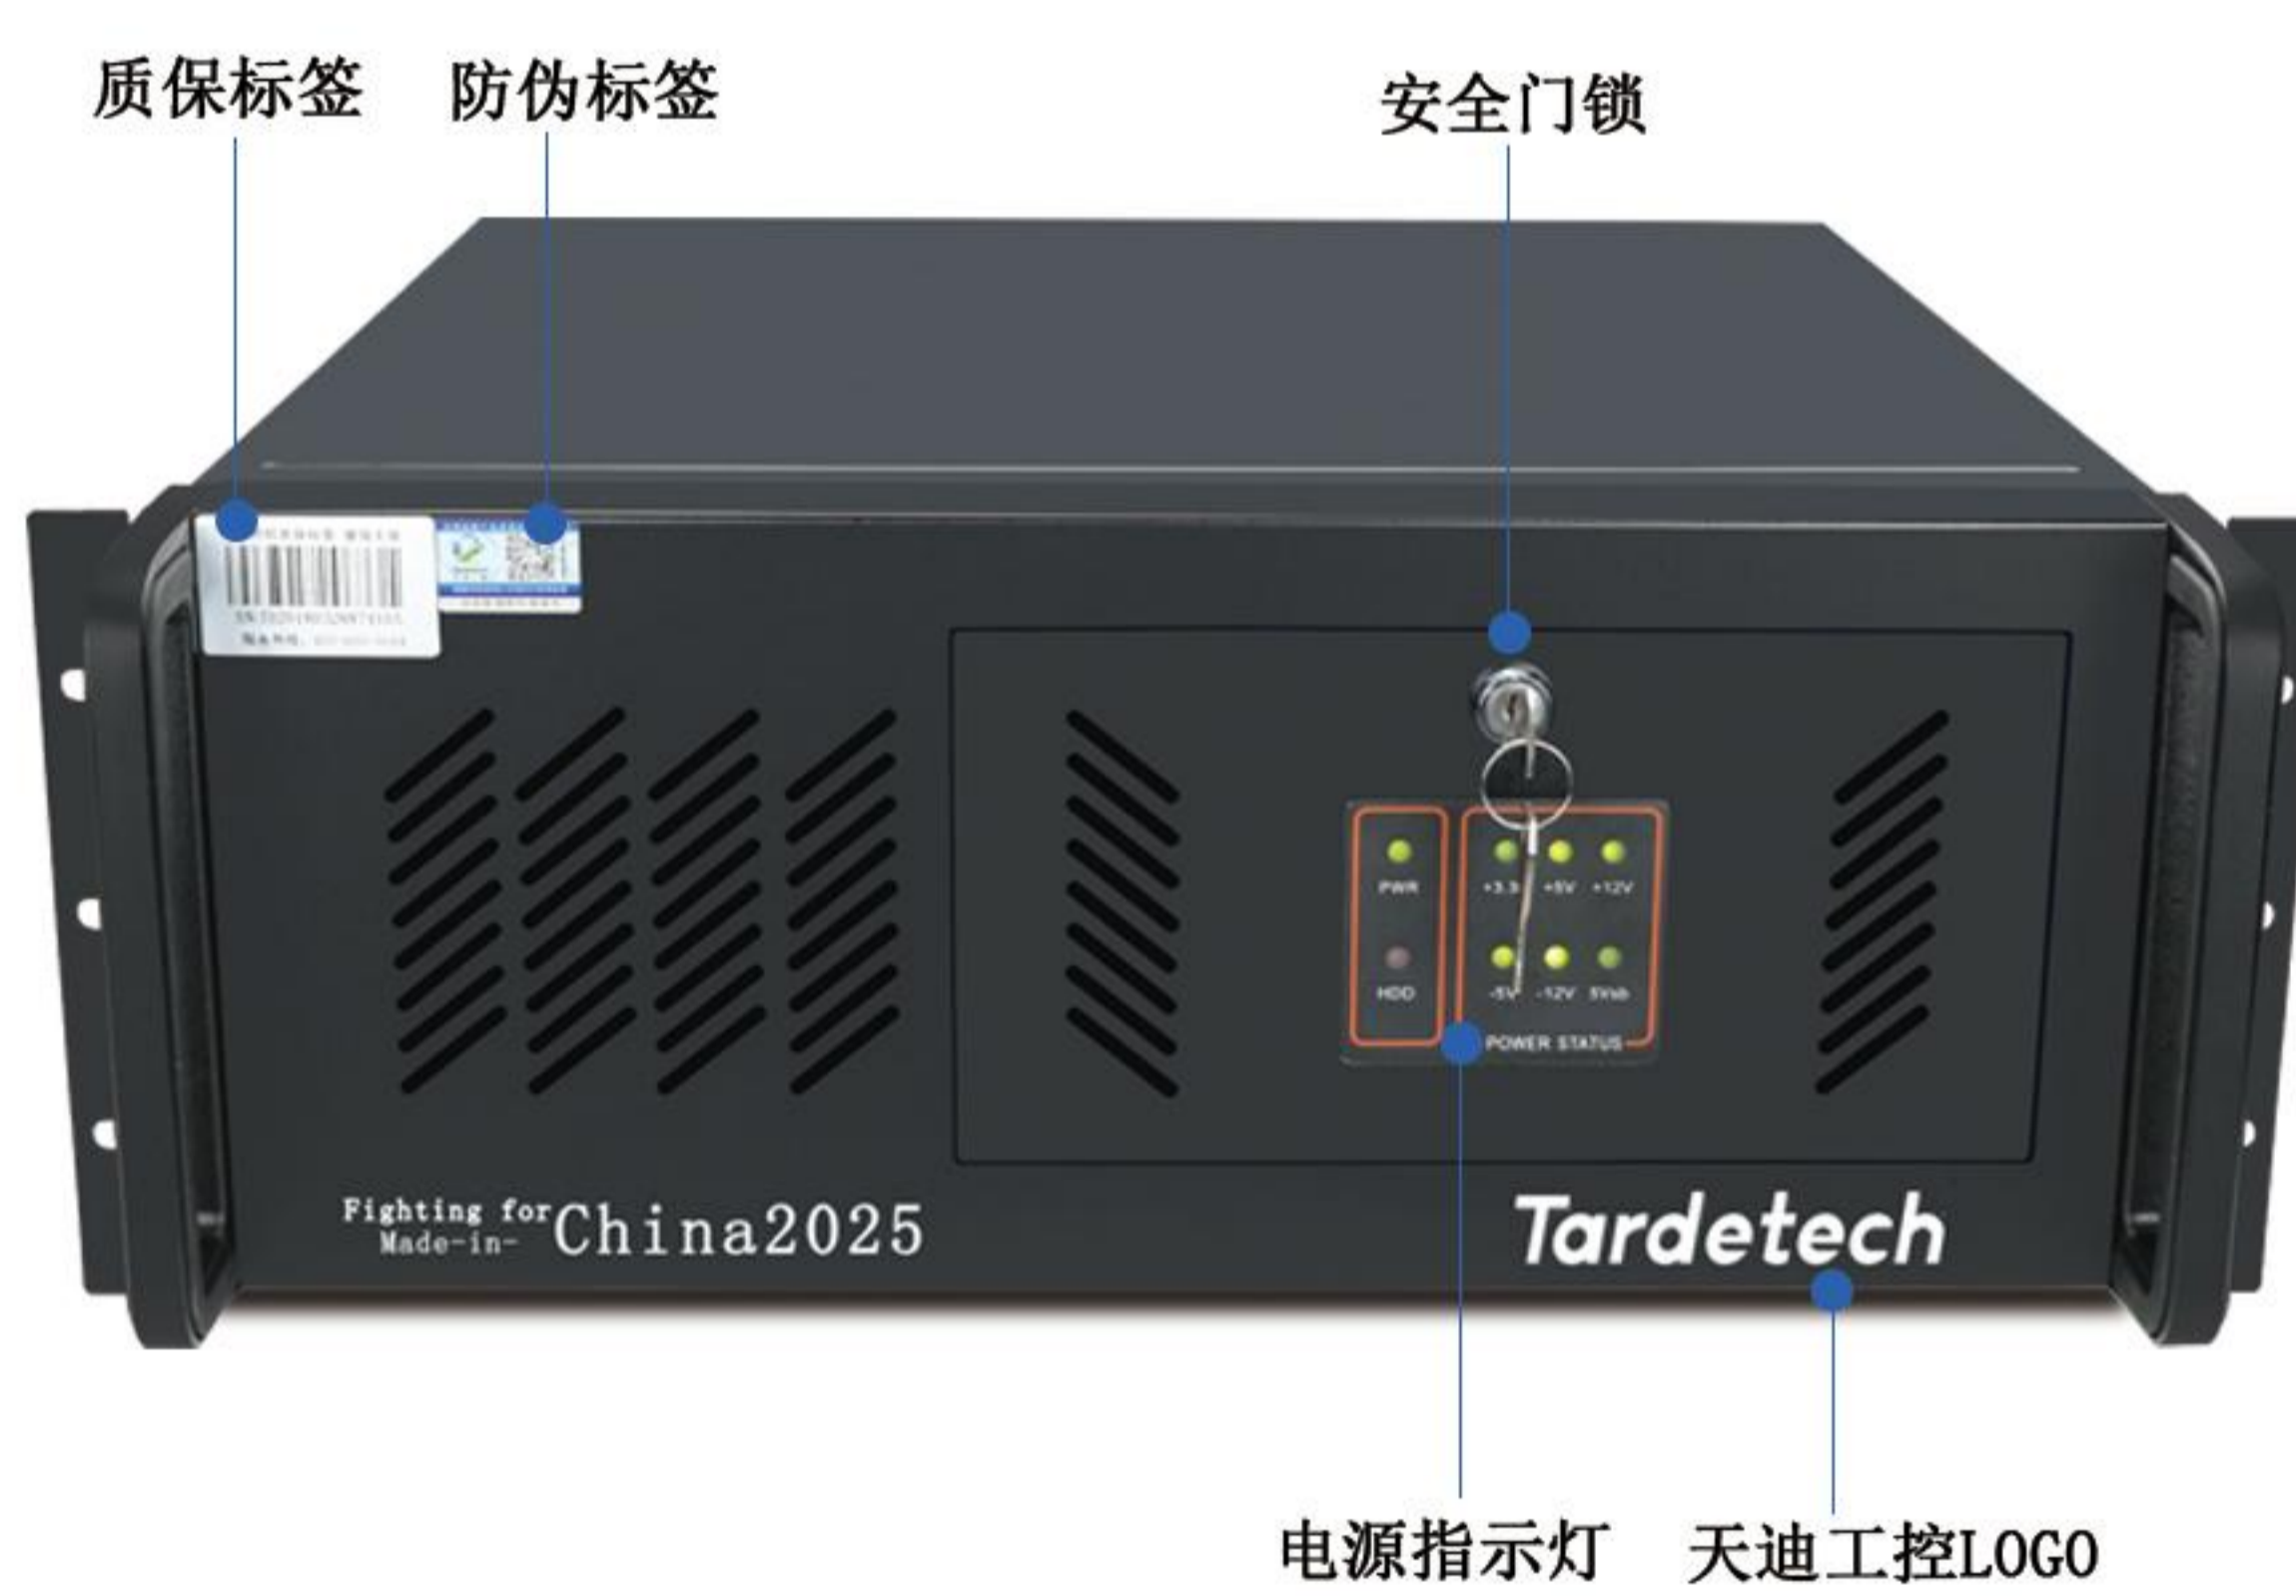 质保标签
防伪标签
安全门锁
PWR
+5V
+12V
HDD
-5V
-12V
5Vsb
POWER STATUS
Fighting for
Made-in-
China2025
Tardetech
电源指示灯
天迪工控LOGO